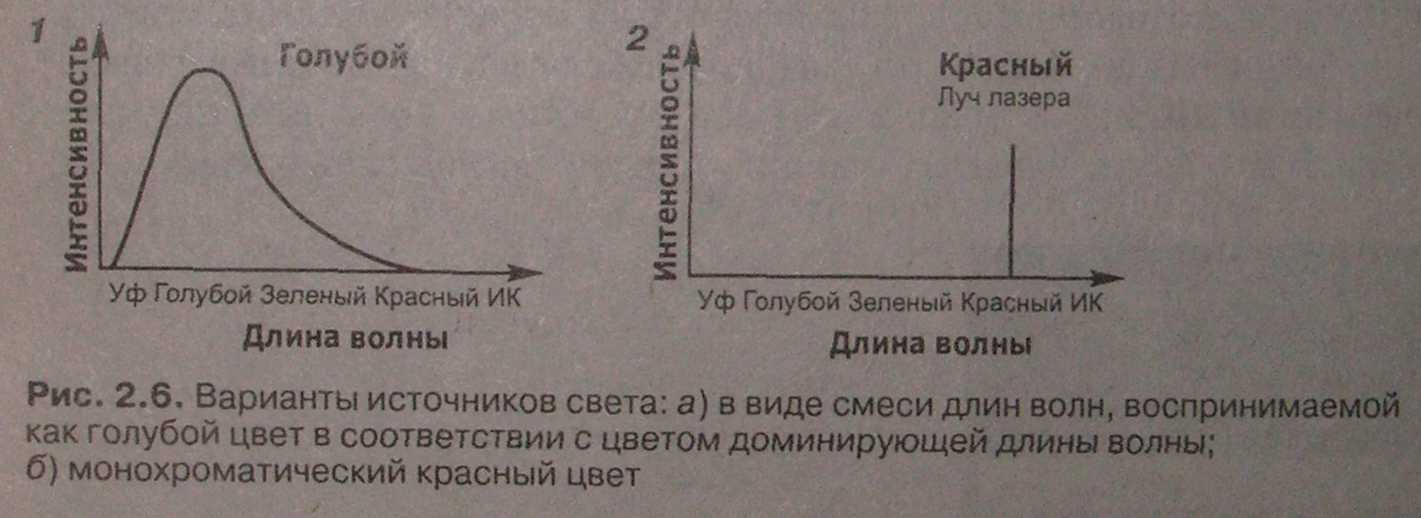 1
Интенсивность
Голубой
Уф Голубой Зеленый Красный ИК
Длина волны
2
Интенсивность
Красный
Луч лазера
Уф Голубой Зеленый Красный ИК
Длина волны
Рис. 2.6. Варианты источников света: а) в виде смеси длин волн, воспринимаемой
как голубой цвет в соответствии с цветом доминирующей длины волны;
б) монохроматический красный цвет